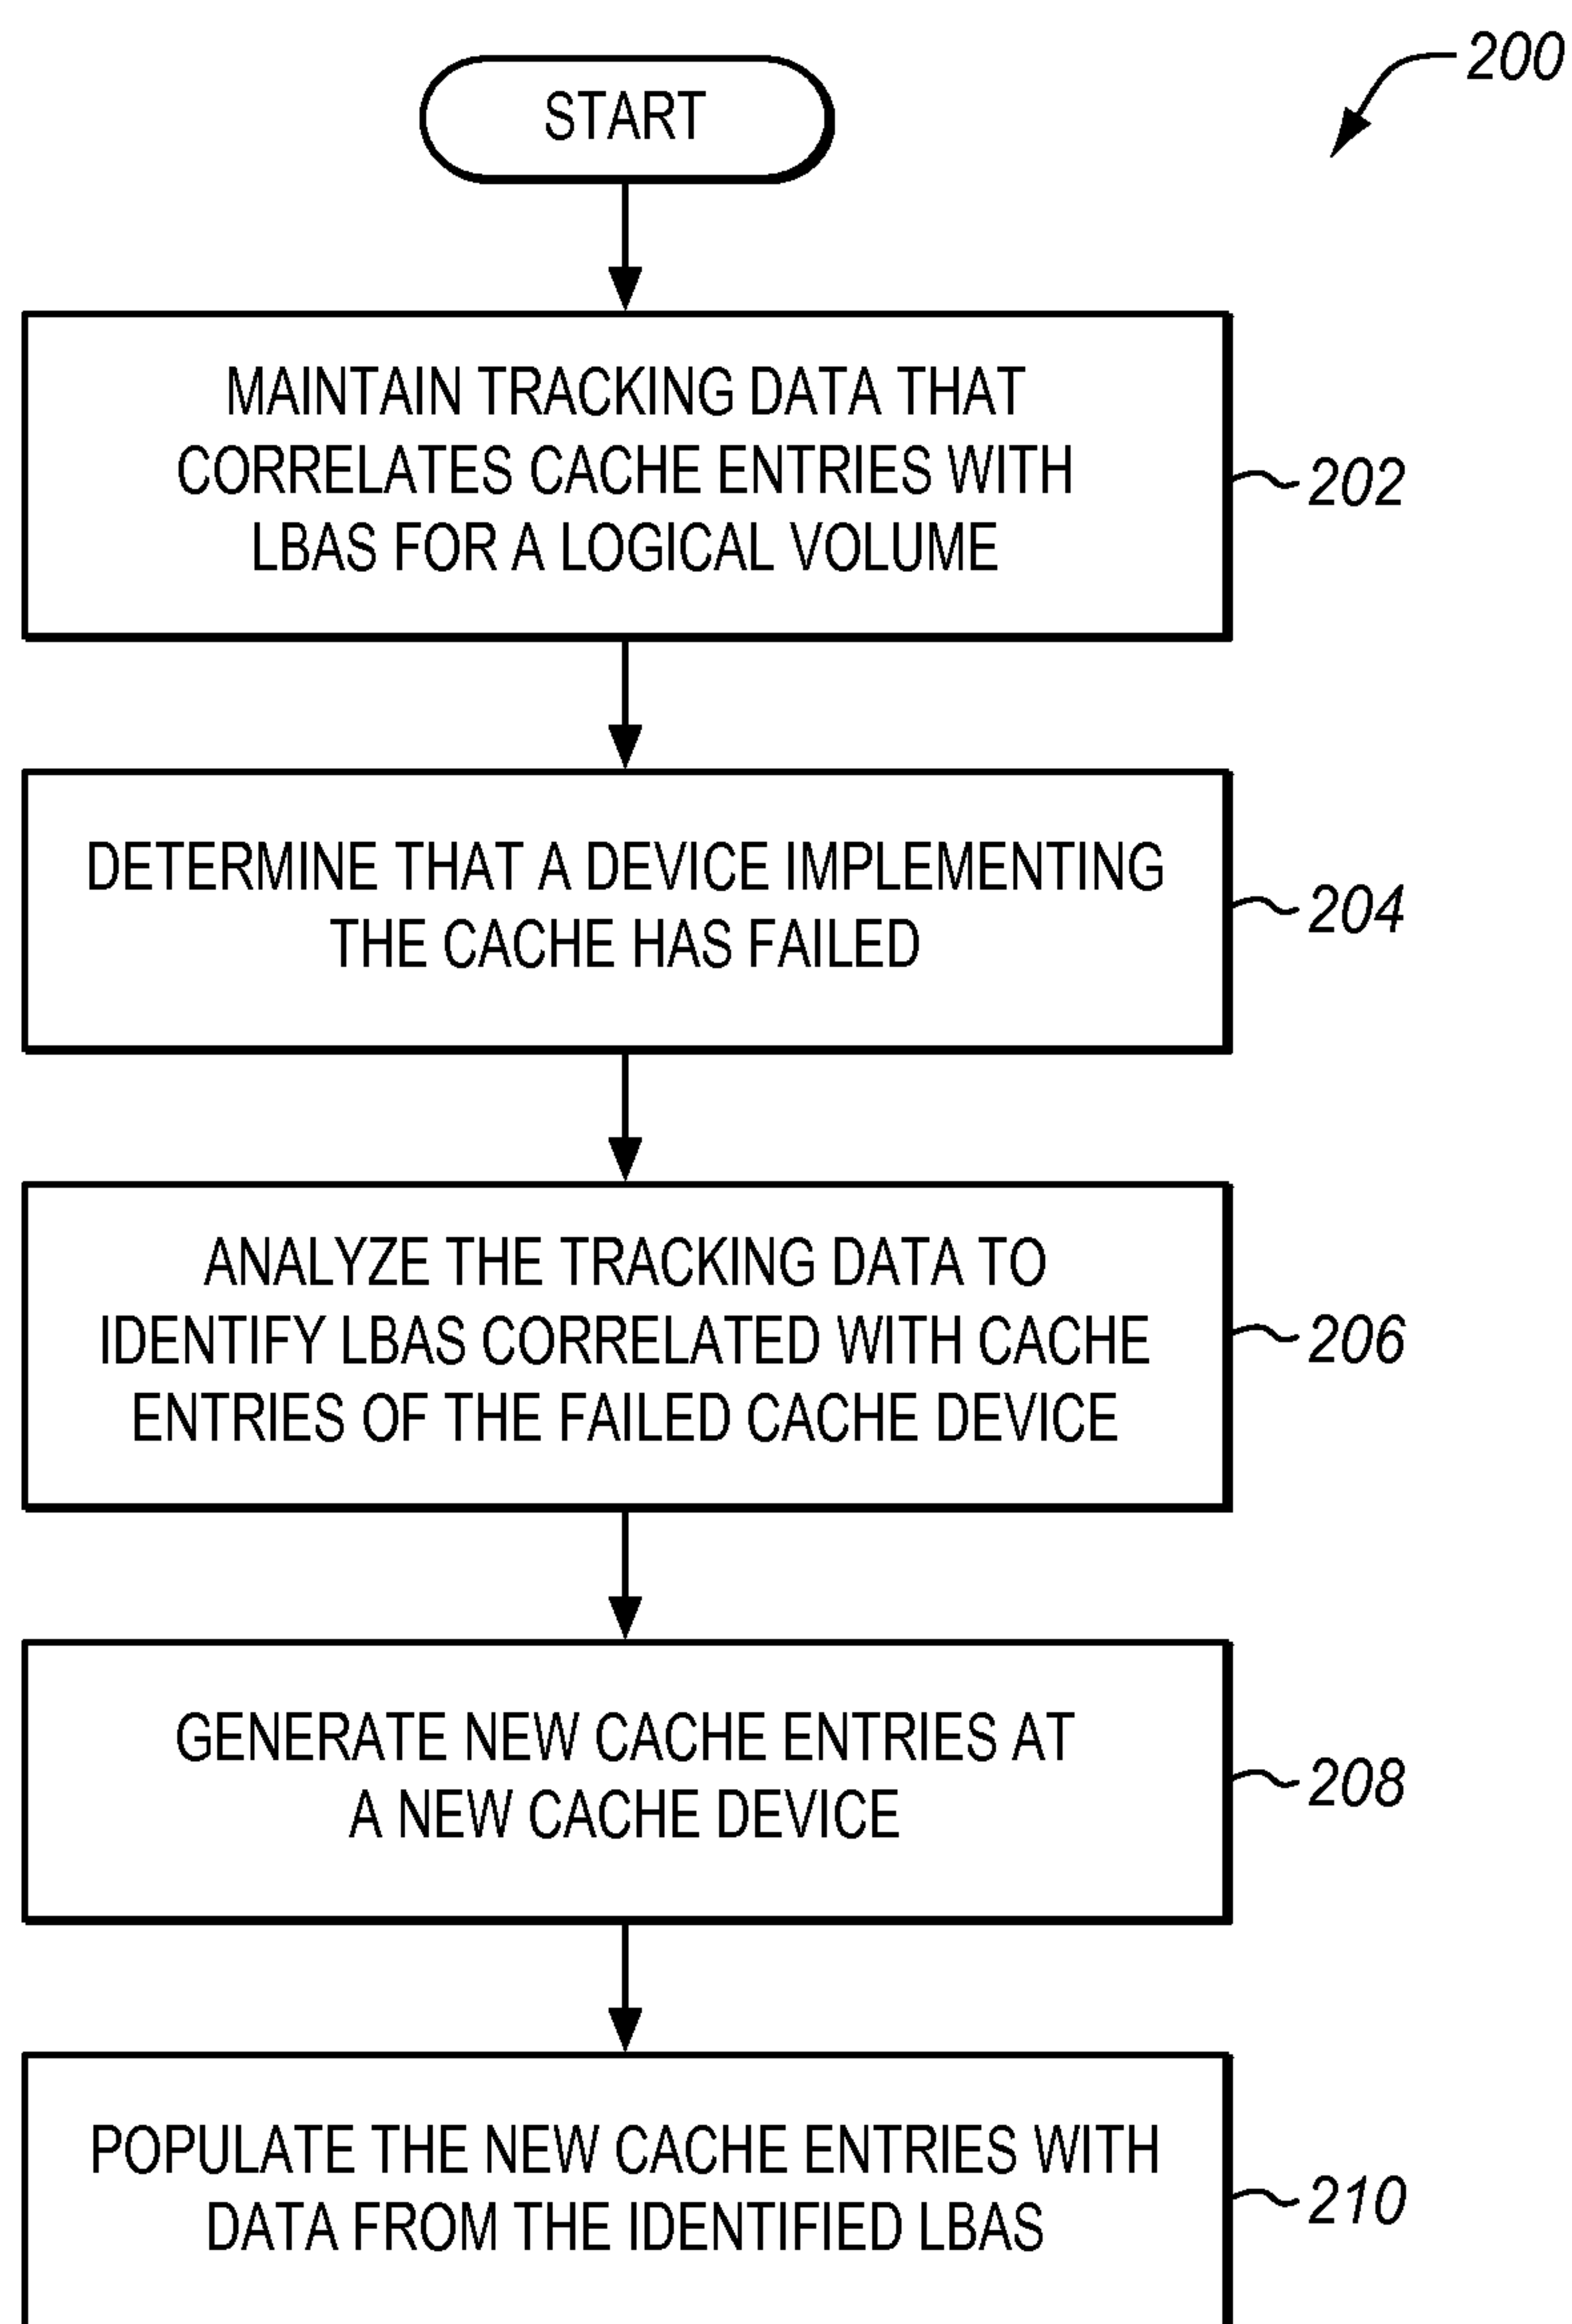 200
START
MAINTAIN TRACKING DATA THAT
CORRELATES CACHE ENTRIES WITH
LBAS FOR A LOGICAL VOLUME
202
DETERMINE THAT A DEVICE IMPLEMENTING
THE CACHE HAS FAILED
204
ANALYZE THE TRACKING DATA TO
IDENTIFY LBAS CORRELATED WITH CACHE
ENTRIES OF THE FAILED CACHE DEVICE
206
GENERATE NEW CACHE ENTRIES AT
A NEW CACHE DEVICE
208
POPULATE THE NEW CACHE ENTRIES WITH
DATA FROM THE IDENTIFIED LBAS
210